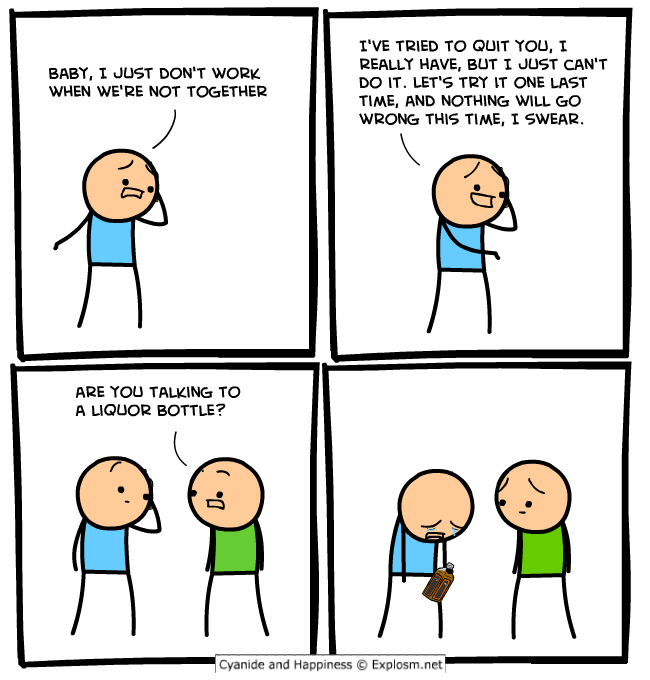 BABY, I JUST DON'T WORK
WHEN WE'RE NOT TOGETHER
I'VE TRIED TO QUIT YOU, I
REALLY HAVE, BUT I JUST CAN'T
DO IT. LET'S TRY IT ONE LAST
TIME, AND NOTHING WILL GO
WRONG THIS TIME, I SWEAR.
ARE YOU TALKING TO
A LIQUOR BOTTLE?
Cyanide and Happiness © Explosm.net